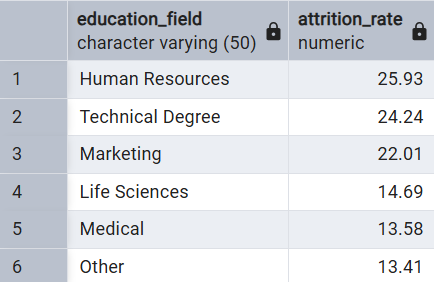 education_field attrition_rate
character varying (50) numeric
1 Human Resources 25.93
2 Technical Degree 24.24
3 Marketing 22.01
4 Life Sciences 14.69
5 Medical 13.58
6 Other 13.41